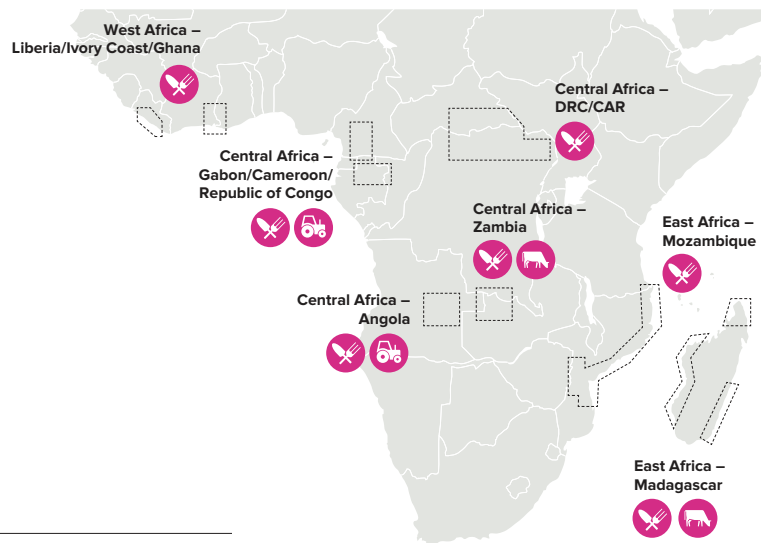 West Africa –
Liberia/Ivory Coast/Ghana
Central Africa –
DRC/CAR
Central Africa –
Gabon/Cameroon/
Republic of Congo
Central Africa –
Zambia
East Africa –
Mozambique
Central Africa –
Angola
East Africa –
Madagascar